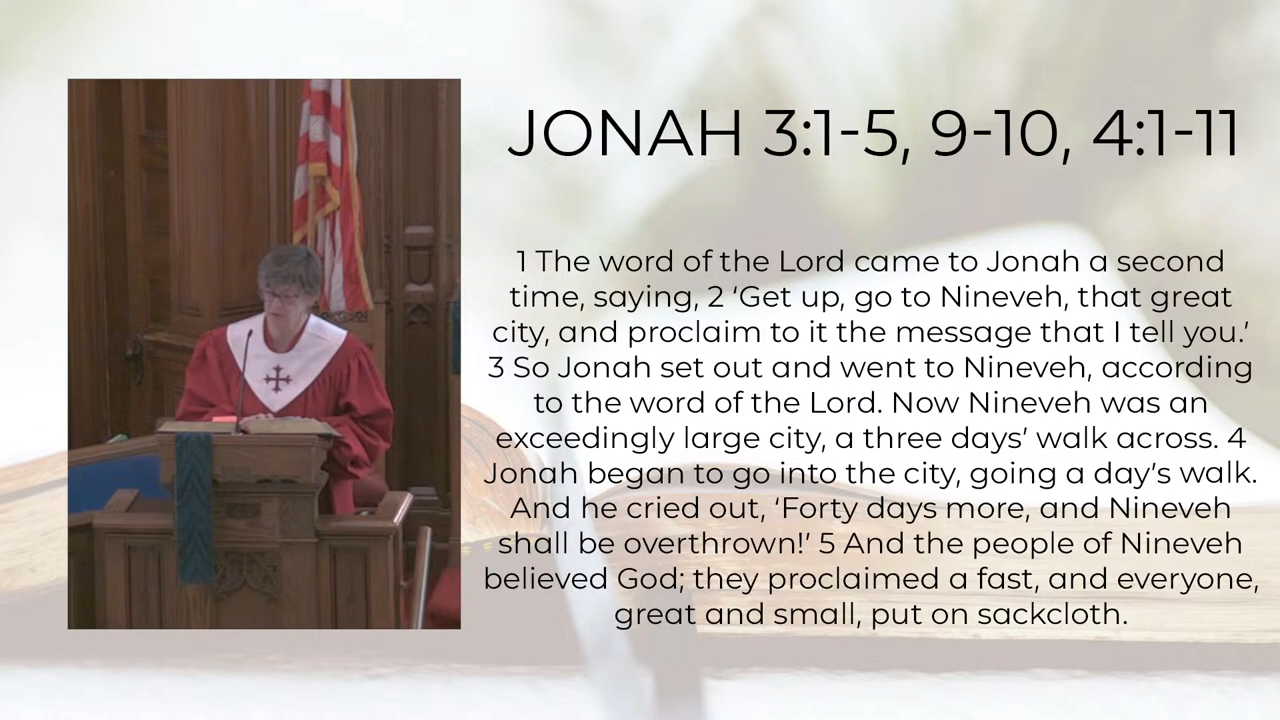 JONAH 3:1-5, 9-10, 4:1-11
1 The word of the Lord came to Jonah a second
time, saying, 2 ‘Get up, go to Nineveh, that great
city, and proclaim to it the message that I tell you.’
3 So Jonah set out and went to Nineveh, according
to the word of the Lord. Now Nineveh was an
exceedingly large city, a three days’ walk across. 4
Jonah began to go into the city, going a day’s walk.
And he cried out, ‘Forty days more, and Nineveh
shall be overthrown!’ 5 And the people of Nineveh
believed God; they proclaimed a fast, and everyone,
great and small, put on sackcloth.